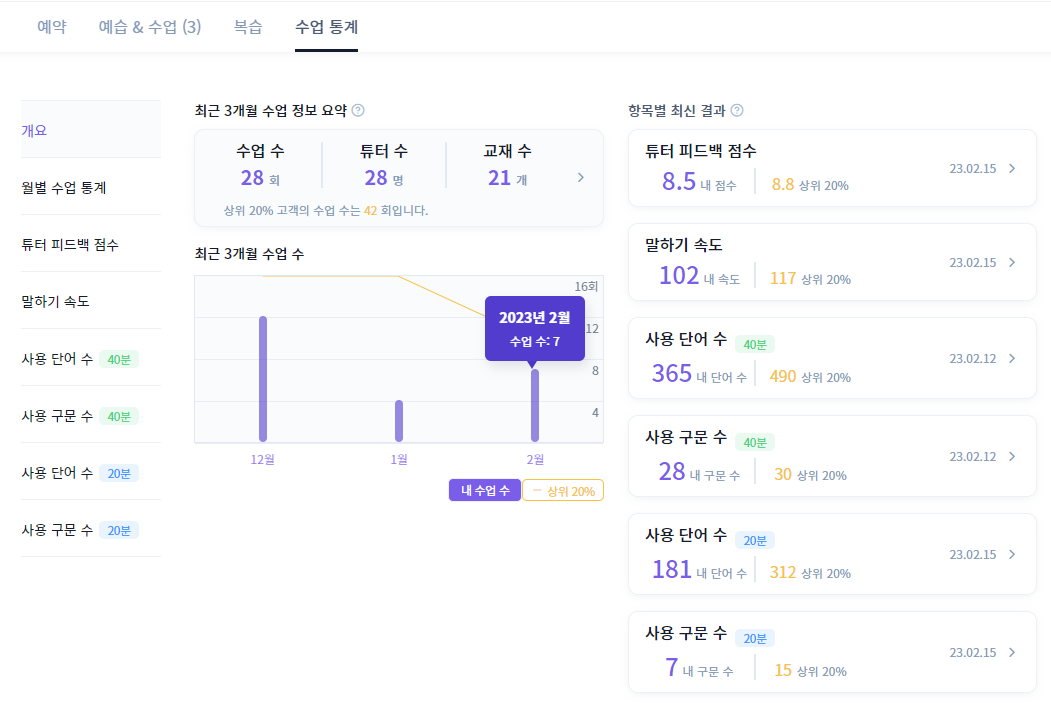 예약 예습 & 수업 (3) 복습 수업 통계
개요
월별 수업 통계
튜터 피드백 점수
말하기 속도
사용 단어 수 40분
사용 구문 수 40분
사용 단어 수 20분
사용 구문 수 20분
최근 3개월 수업 정보 요약 ?
수업 수 튜터 수 교재 수
28 회 28 명 21 개
상위 20% 고객의 수업 수는 42 회입니다.
최근 3개월 수업 수
16회
12
8
4
2023년 2월
수업 수: 7
12월 1월 2월
내 수업 수 상위 20%
항목별 최신 결과 ?
튜터 피드백 점수
8.5 내 점수 8.8 상위 20% 23.02.15
말하기 속도
102 내 속도 117 상위 20% 23.02.15
사용 단어 수 40분
365 내 단어 수 490 상위 20% 23.02.12
사용 구문 수 40분
28 내 구문 수 30 상위 20% 23.02.12
사용 단어 수 20분
181 내 단어 수 312 상위 20% 23.02.15
사용 구문 수 20분
7 내 구문 수 15 상위 20% 23.02.15